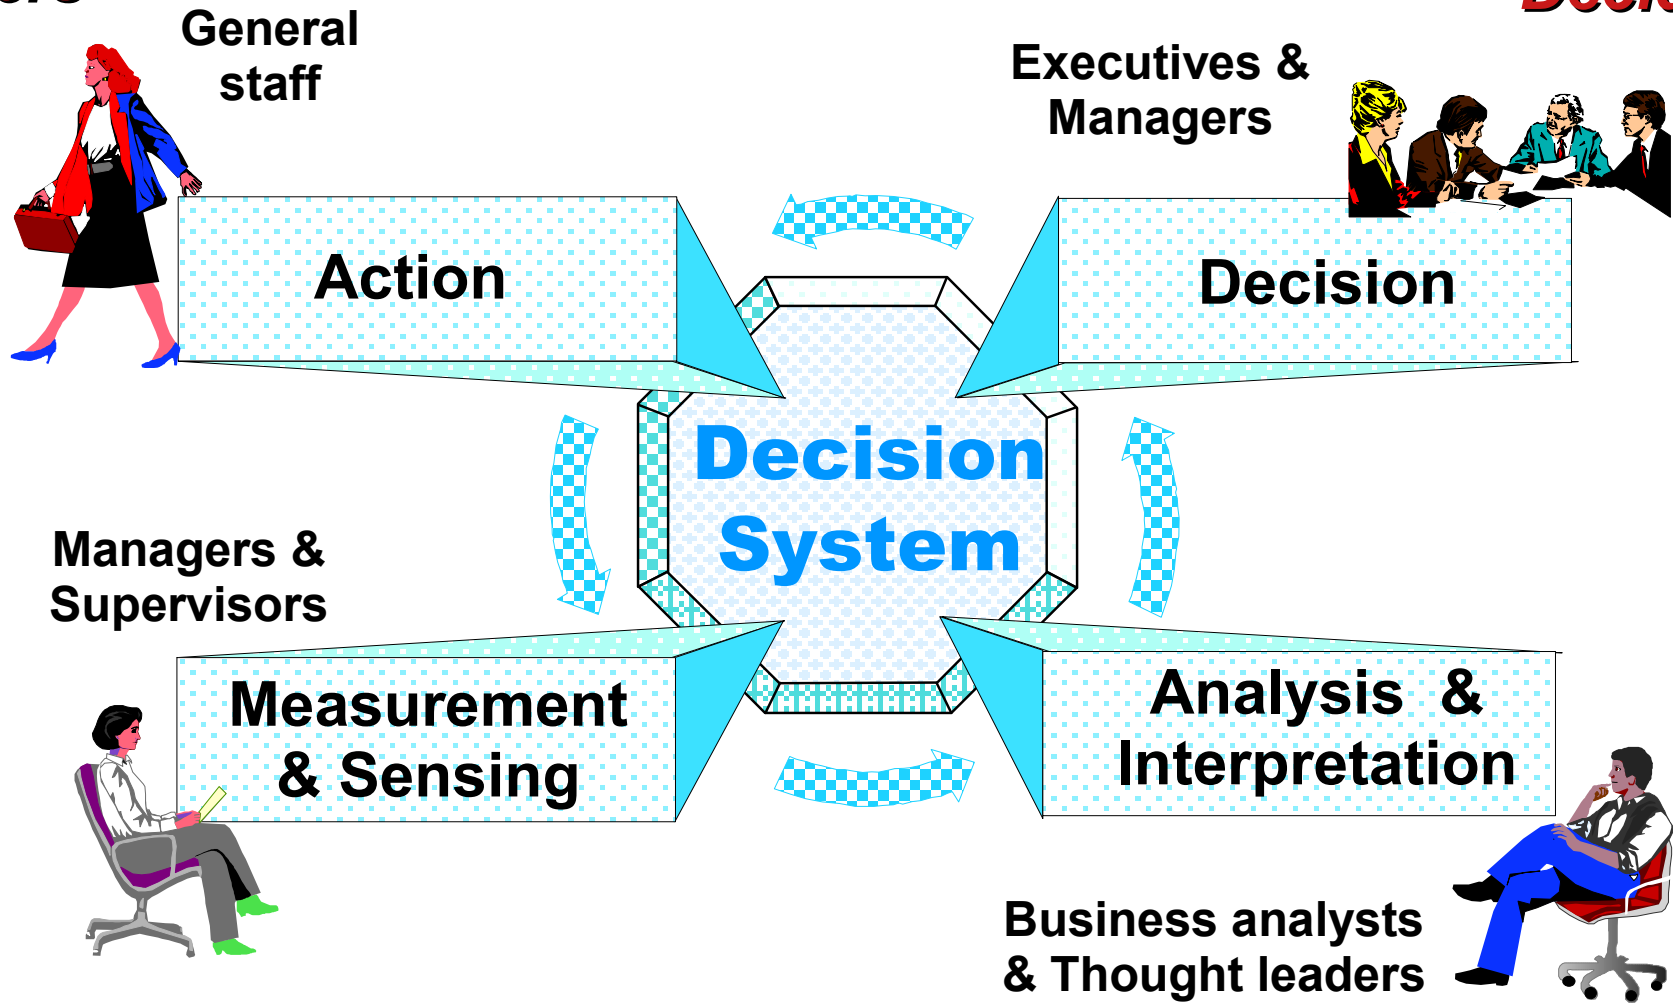 General
staff
Executives &
Managers
Action
Decision
Decision
System
Managers &
Supervisors
Measurement
& Sensing
Analysis &
Interpretation
Business analysts
& Thought leaders